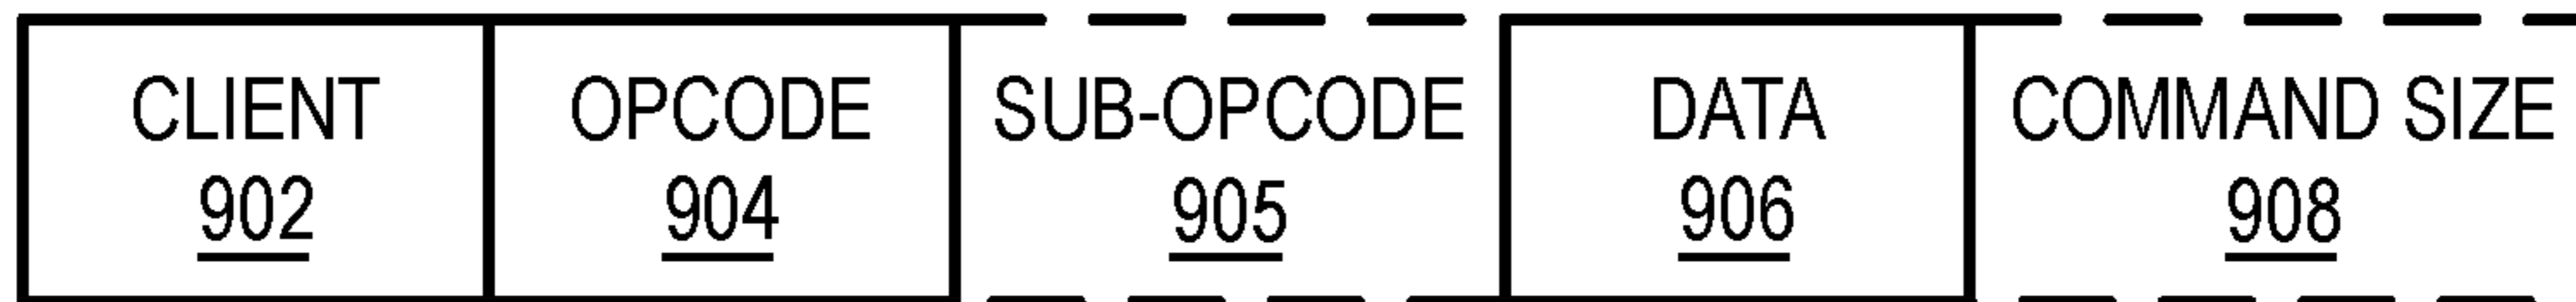 CLIENT OPCODE SUB-OPCODE DATA COMMAND SIZE
902 904 905 906 908